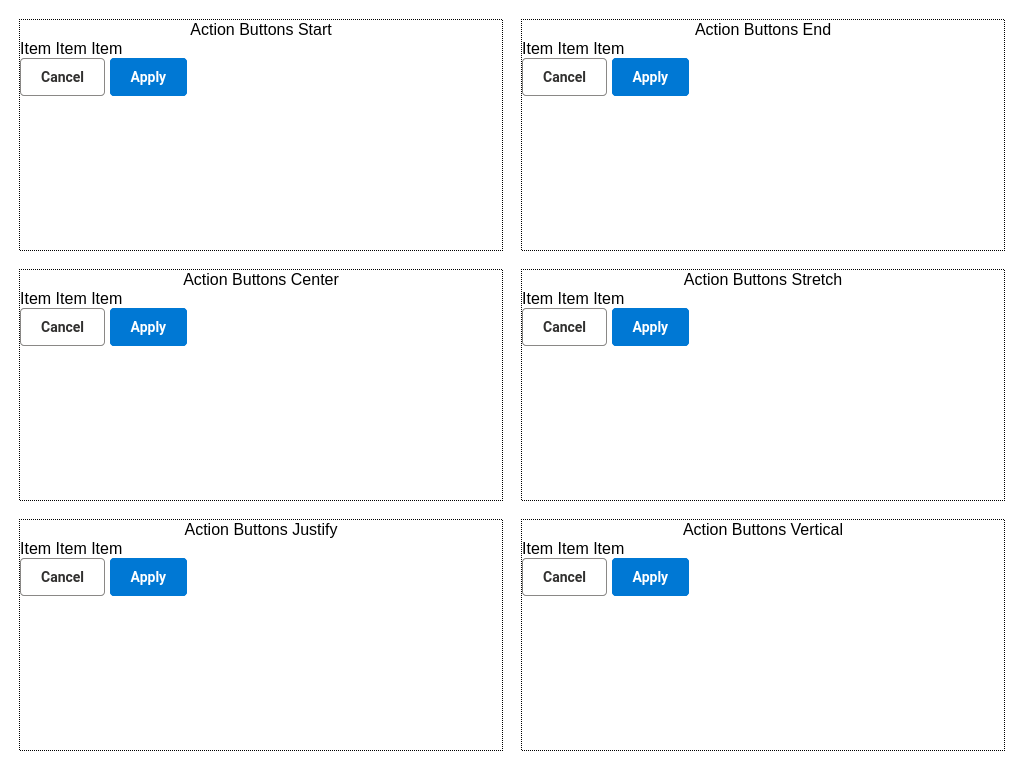 Action Buttons Start
Item Item Item
Cancel Apply
Action Buttons End
Item Item Item
Cancel Apply
Action Buttons Center
Item Item Item
Cancel Apply
Action Buttons Stretch
Item Item Item
Cancel Apply
Action Buttons Justify
Item Item Item
Cancel Apply
Action Buttons Vertical
Item Item Item
Cancel Apply